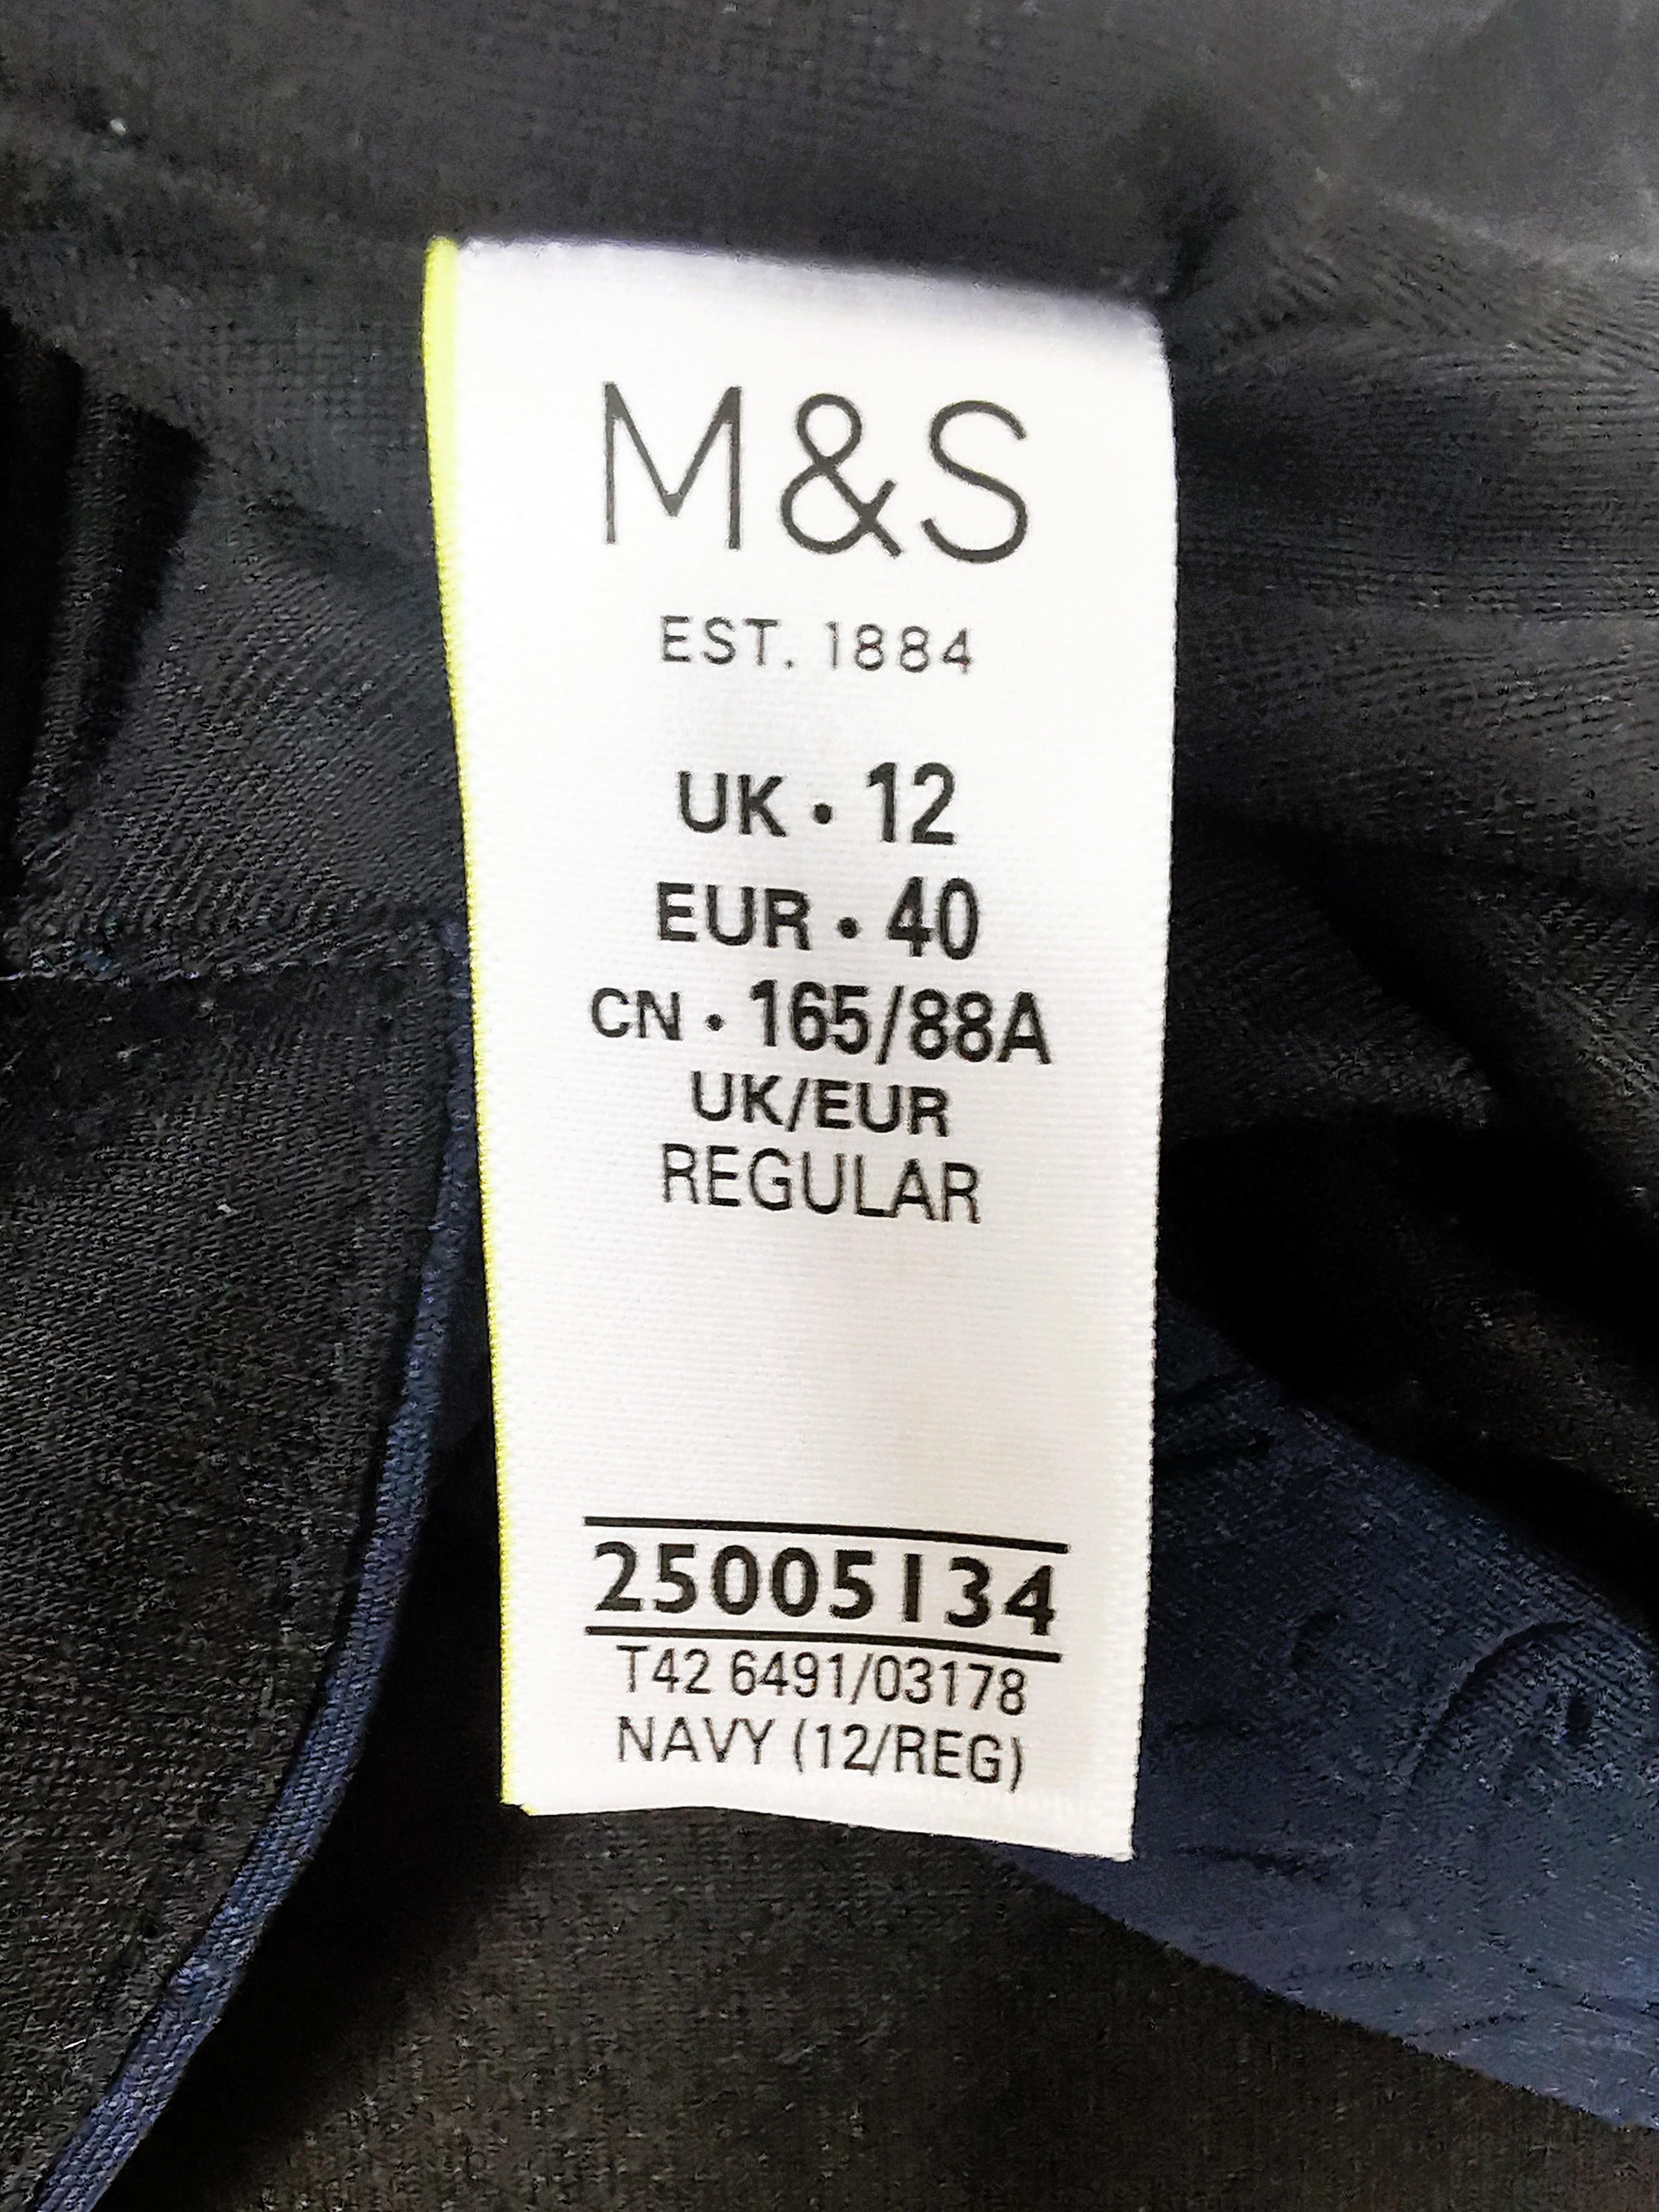 M&S
EST. 1884
UK • 12
EUR • 40
CN • 165/88A
UK/EUR
REGULAR
25005134
T42 6491/03178
NAVY (12/REG)